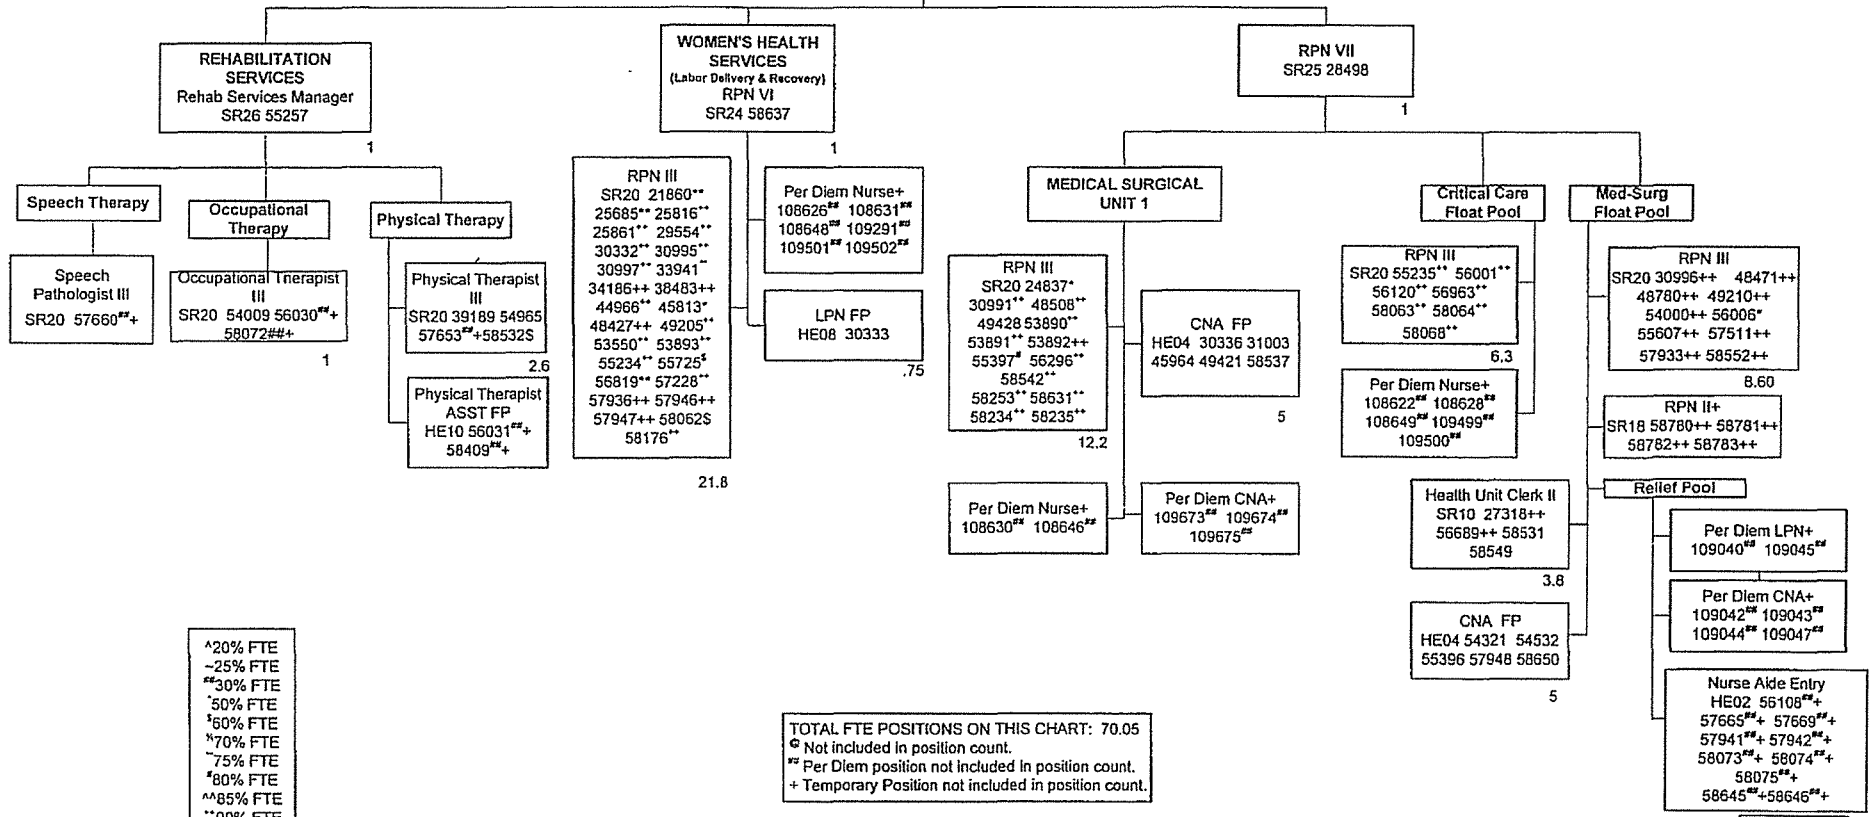 REHABILITATION
SERVICES
Rehab Services Manager
SR26 55257
1
Speech Therapy
Speech
Pathologist III
SR20 57660##+
Occupational
Therapy
Occupational Therapist
III
SR20 54009 56030##+
58072##+
1
Physical Therapy
Physical Therapist
III
SR20 39189 54965
57653##+58532$
2.6
Physical Therapist
ASST FP
HE10 56031##+
58409##+
WOMEN'S HEALTH
SERVICES
(Labor Delivery & Recovery)
RPN VI
SR24 58637
1
RPN III
SR20 21860**
25685** 25816**
25861** 29554**
30332** 30995**
30997** 33941~
34186++ 38483++
44966** 45813*
48427++ 49205**
53550** 53893**
55234** 55725$
56819** 57228**
57936++ 57946++
57947++ 58062$
58176**
21.8
Per Diem Nurse+
108626## 108631##
108648## 109291##
109501## 109502##
LPN FP
HE08 30333
.75
RPN VII
SR25 28498
1
MEDICAL SURGICAL
UNIT 1
RPN III
SR20 24837*
30991** 48508**
49428 53890**
53891** 53892++
55397# 56296**
58542**
58253** 58631**
58234** 58235**
12.2
CNA FP
HE04 30336 31003
45964 49421 58537
5
Per Diem Nurse+
108630## 108646##
Per Diem CNA+
109673## 109674##
109675##
Critical Care
Float Pool
RPN III
SR20 55235** 56001**
56120** 56963**
58063** 58064**
58068**
6.3
Per Diem Nurse+
108622## 108628##
108649## 109499##
109500##
Med-Surg
Float Pool
RPN III
SR20 30996++ 48471++
48780++ 49210++
54000++ 56006*
55607++ 57511++
57933++ 58552++
8.60
RPN II+
SR18 58780++ 58781++
58782++ 58783++
Health Unit Clerk II
SR10 27318++
56689++ 58531
58549
3.8
CNA FP
HE04 54321 54532
55396 57948 58650
5
Relief Pool
Per Diem LPN+
109040## 109045##
Per Diem CNA+
109042## 109043##
109044## 109047##
Nurse Aide Entry
HE02 56108##+
57665##+ 57669##+
57941##+ 57942##+
58073##+ 58074##+
58075##+
58645##+58646##+
^20% FTE
~25% FTE
##30% FTE
*50% FTE
$60% FTE
%70% FTE
~75% FTE
#80% FTE
^^85% FTE
TOTAL FTE POSITIONS ON THIS CHART: 70.05
@ Not included in position count.
## Per Diem position not included in position count.
+ Temporary Position not included in position count.